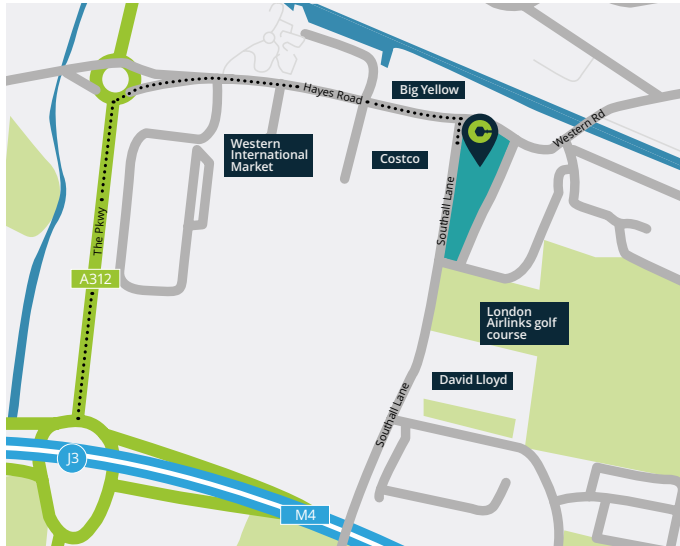 Hayes Road
Big Yellow
Western Rd
Western
International
Market
Costco
Southall Lane
The Pkwy
A312
London
Airlinks golf
course
David Lloyd
Southall Lane
J3
M4